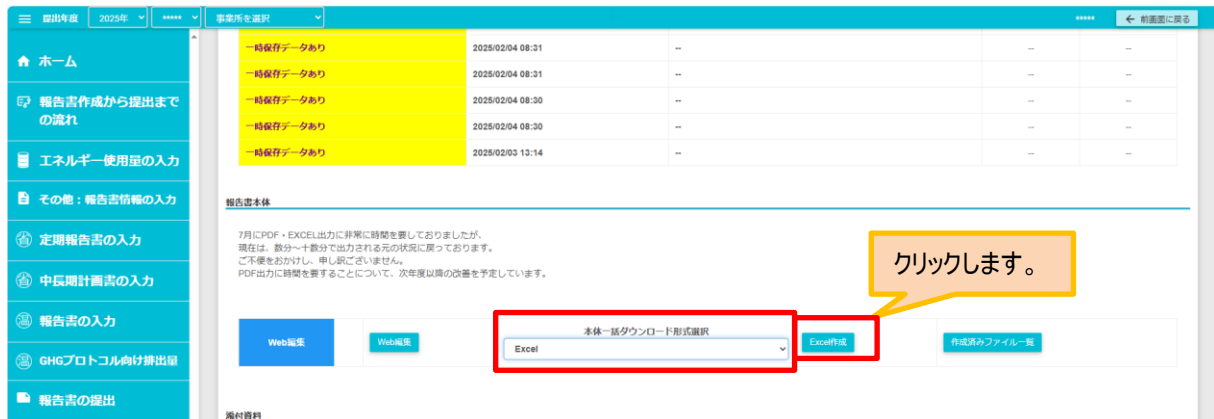 提出年度 2025年 ***** 事業所を選択 ***** ← 前画面に戻る
ホーム
報告書作成から提出まで
の流れ
エネルギー使用量の入力
その他：報告書情報の入力
定期報告書の入力
中長期計画書の入力
報告書の入力
GHGプロトコル向け排出量
報告書の提出
一時保存データあり 2025/02/04 08:31 -- -- --
一時保存データあり 2025/02/04 08:31 -- -- --
一時保存データあり 2025/02/04 08:30 -- -- --
一時保存データあり 2025/02/04 08:30 -- -- --
一時保存データあり 2025/02/03 13:14 -- -- --
報告書本体
7月にPDF・EXCEL出力に非常に時間を要しておりましたが、
現在は、数分～十数分で出力される元の状況に戻っております。
ご不便をおかけし、申し訳ございません。
PDF出力に時間を要することについて、次年度以降の改善を予定しています。
クリックします。
本体一括ダウンロード形式選択
Web編集 Web編集 Excel Excel作成 作成済みファイル一覧
添付資料